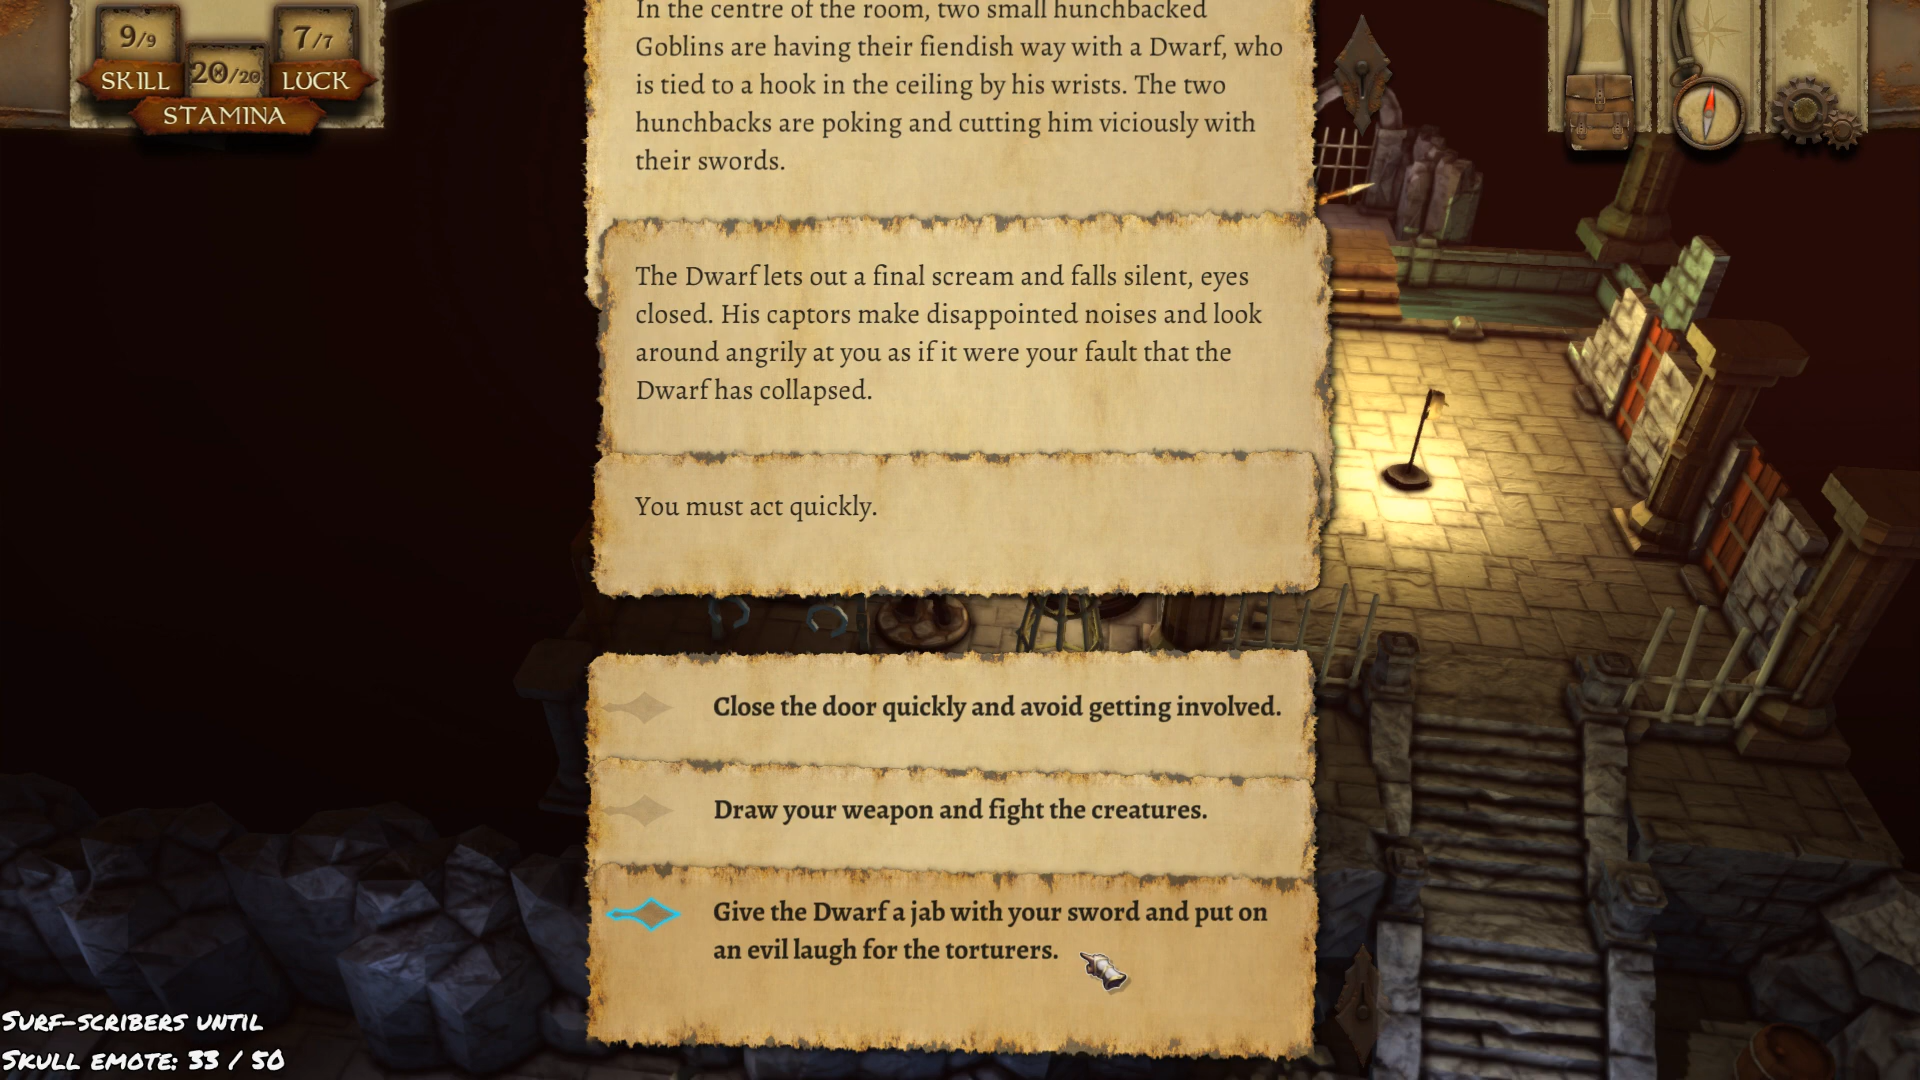 9/9
7/7
20/20
SKILL
LUCK
STAMINA
In the centre of the room, two small hunchbacked
Goblins are having their fiendish way with a Dwarf, who
is tied to a hook in the ceiling by his wrists. The two
hunchbacks are poking and cutting him viciously with
their swords.
The Dwarf lets out a final scream and falls silent, eyes
closed. His captors make disappointed noises and look
around angrily at you as if it were your fault that the
Dwarf has collapsed.
You must act quickly.
Close the door quickly and avoid getting involved.
Draw your weapon and fight the creatures.
Give the Dwarf a jab with your sword and put on
an evil laugh for the torturers.
Surf-scribers until
Skull emote: 33 / 50